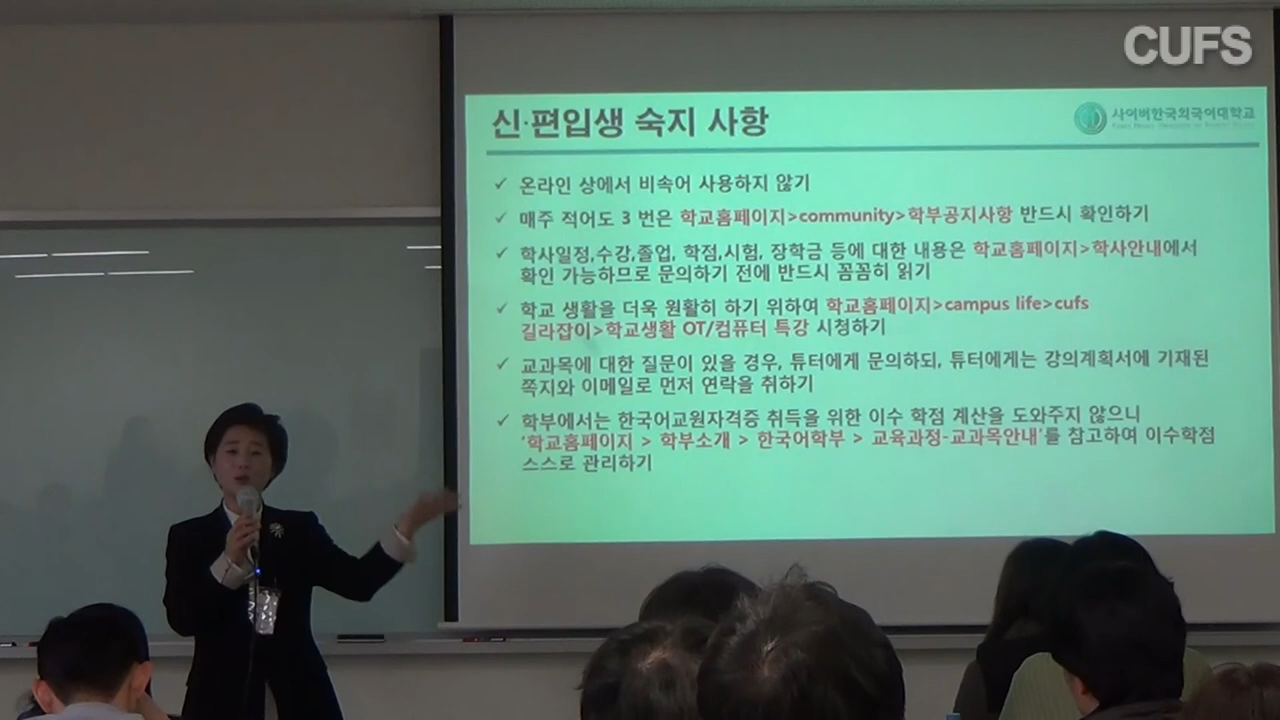 CUFS
신·편입생 숙지 사항
사이버한국외국어대학교
✓ 온라인 상에서 비속어 사용하지 않기
✓ 매주 적어도 3 번은 학교홈페이지>community>학부공지사항 반드시 확인하기
✓ 학사일정,수강,졸업, 학점,시험, 장학금 등에 대한 내용은 학교홈페이지>학사안내에서
확인 가능하므로 문의하기 전에 반드시 꼼꼼히 읽기
✓ 학교 생활을 더욱 원활히 하기 위하여 학교홈페이지>campus life>cufs
길라잡이>학교생활 OT/컴퓨터 특강 시청하기
✓ 교과목에 대한 질문이 있을 경우, 튜터에게 문의하되, 튜터에게는 강의계획서에 기재된
쪽지와 이메일로 먼저 연락을 취하기
✓ 학부에서는 한국어교원자격증 취득을 위한 이수 학점 계산을 도와주지 않으니
‘학교홈페이지 > 학부소개 > 한국어학부 > 교육과정-교과목안내’를 참고하여 이수학점
스스로 관리하기